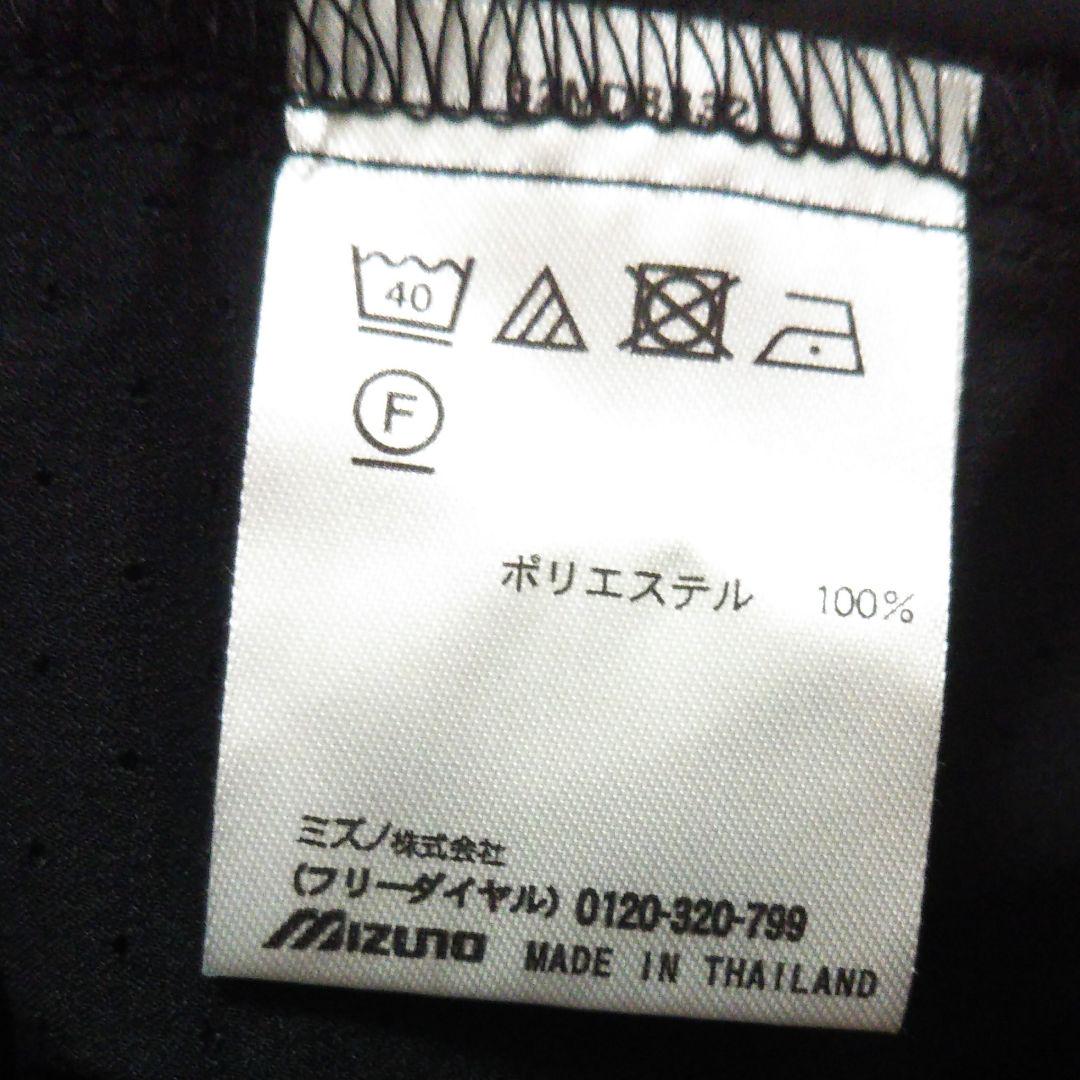 40
F
ポリエステル 100%
ミズノ株式会社
(フリーダイヤル) 0120-320-799
MIZUNO MADE IN THAILAND